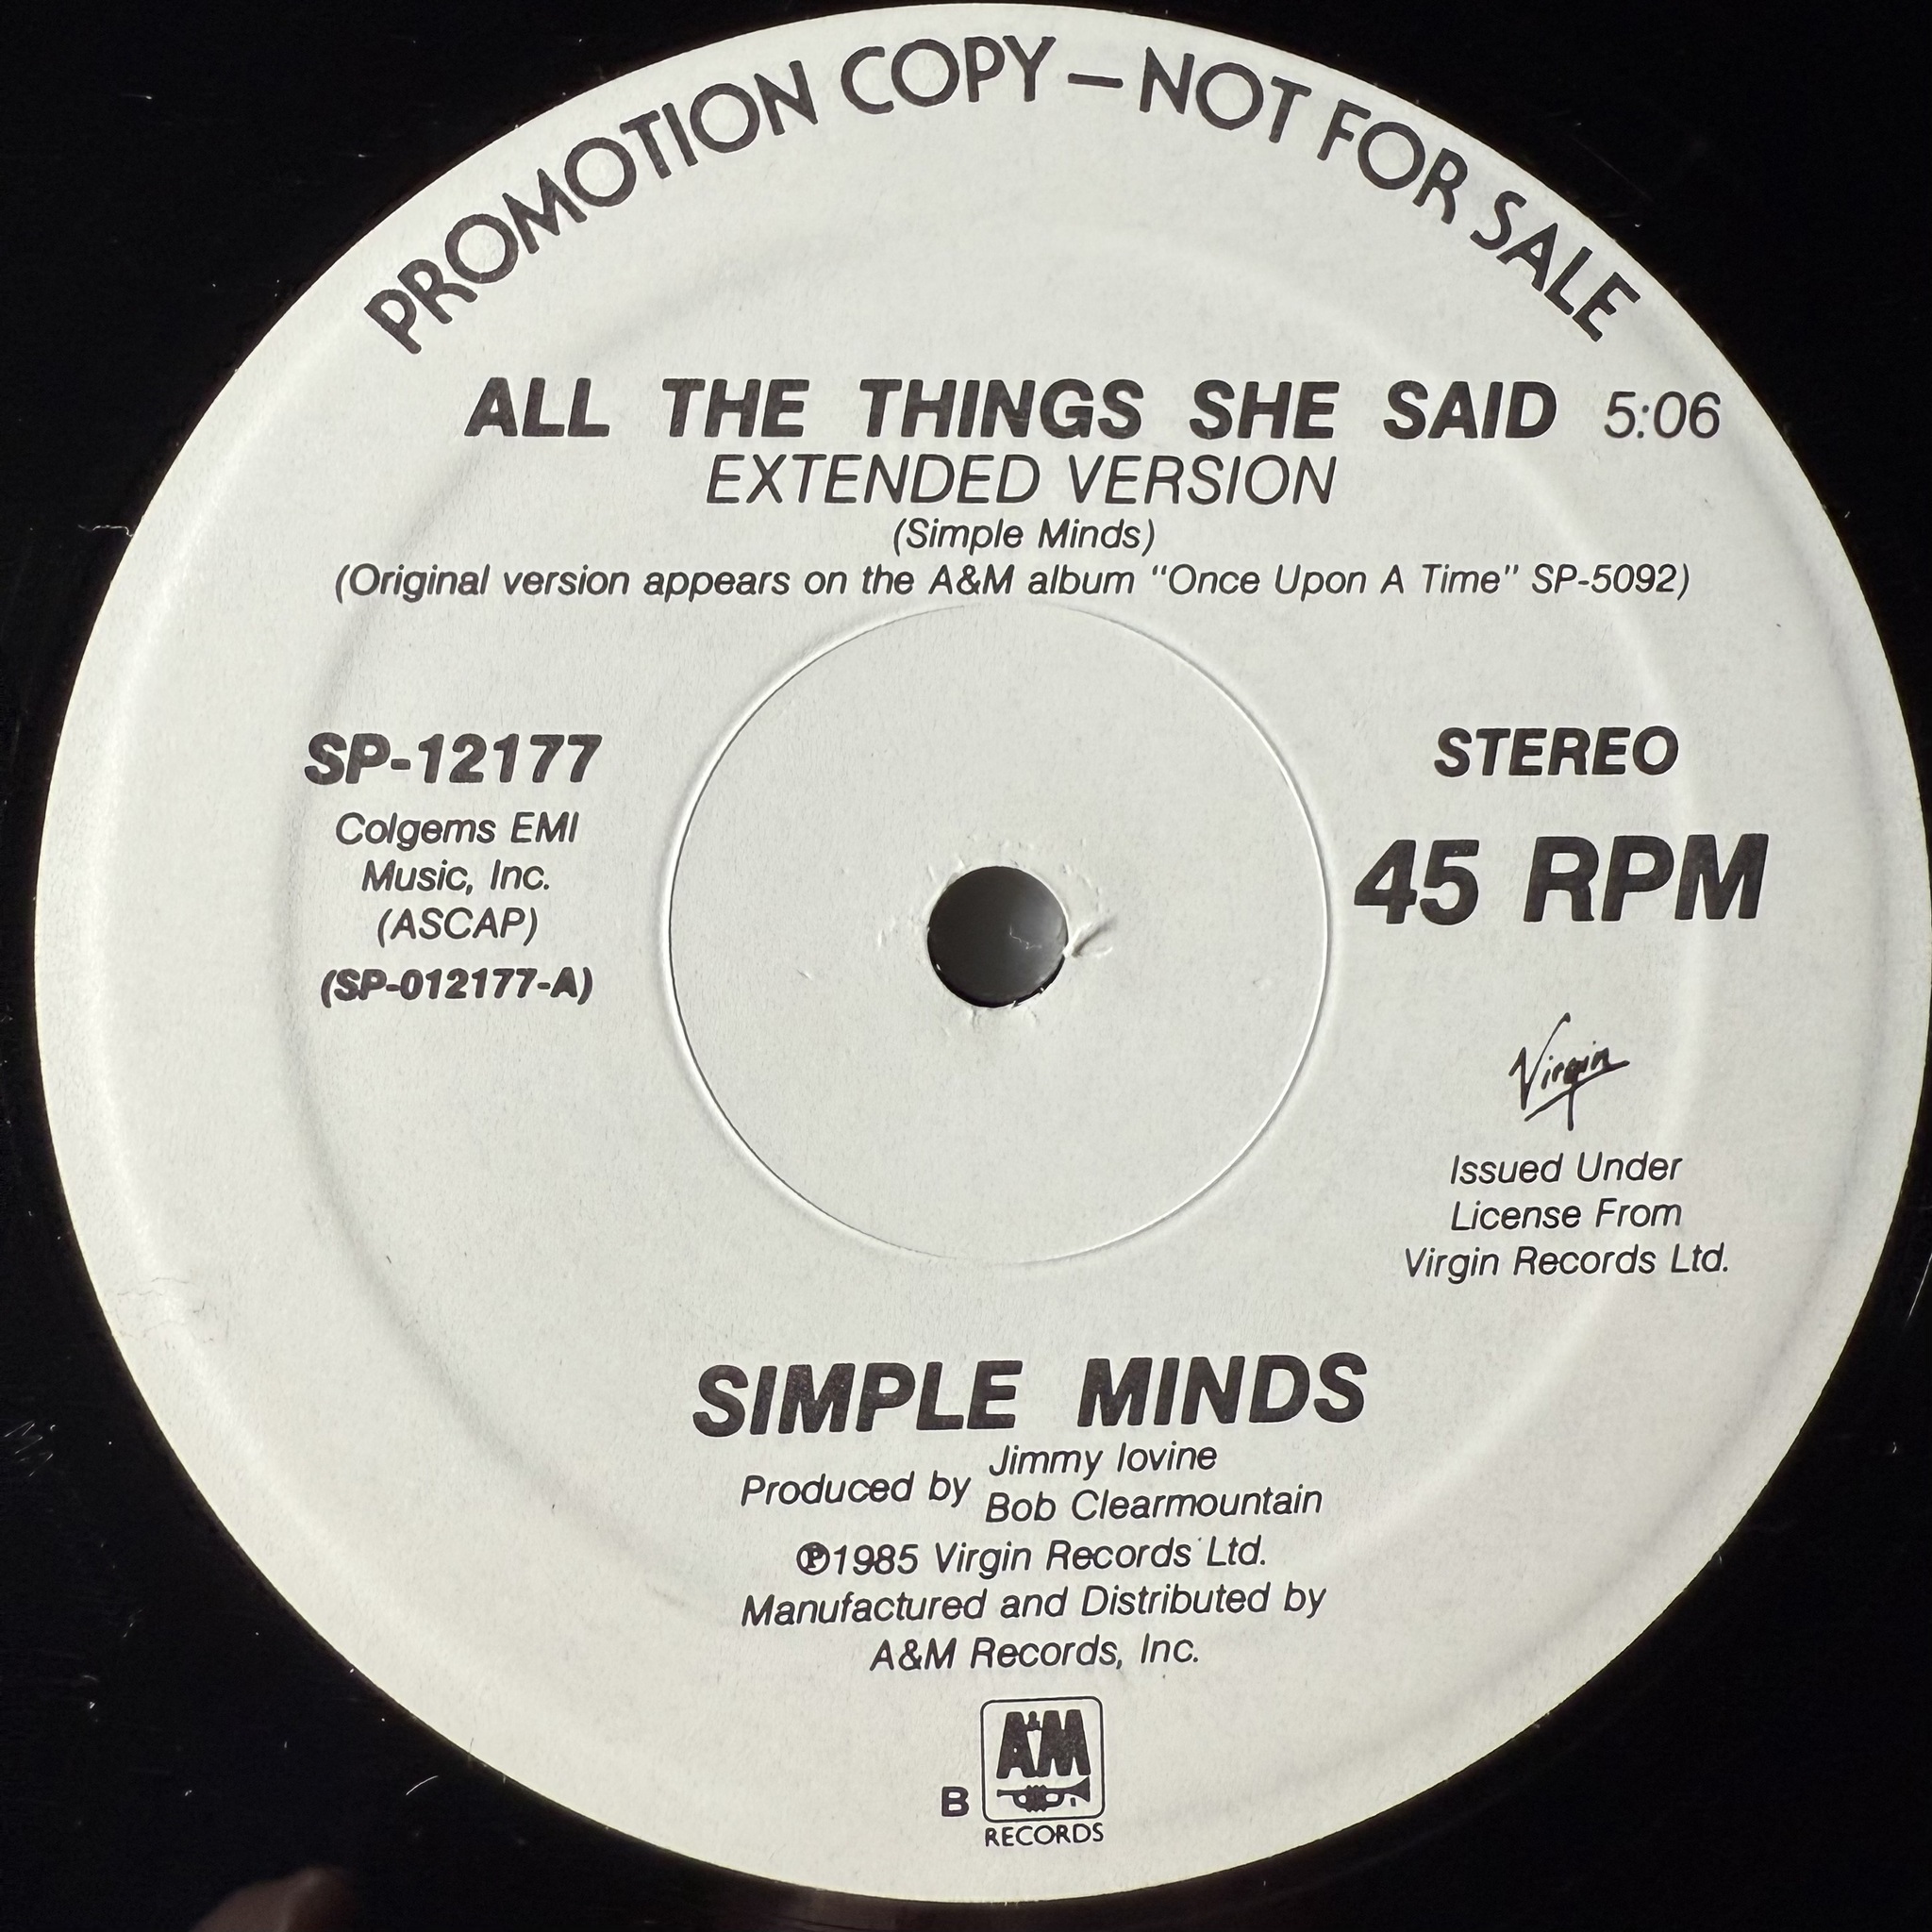 PROMOTION COPY — NOT FOR SALE
ALL THE THINGS SHE SAID 5:06
EXTENDED VERSION
(Simple Minds)
(Original version appears on the A&M album "Once Upon A Time" SP-5092)
SP-12177
Colgems EMI
Music, Inc.
(ASCAP)
(SP-012177-A)
STEREO
45 RPM
Virgin
Issued Under
License From
Virgin Records Ltd.
SIMPLE MINDS
Produced by Jimmy Iovine
Bob Clearmountain
℗1985 Virgin Records Ltd.
Manufactured and Distributed by
A&M Records, Inc.
A&M
B
RECORDS